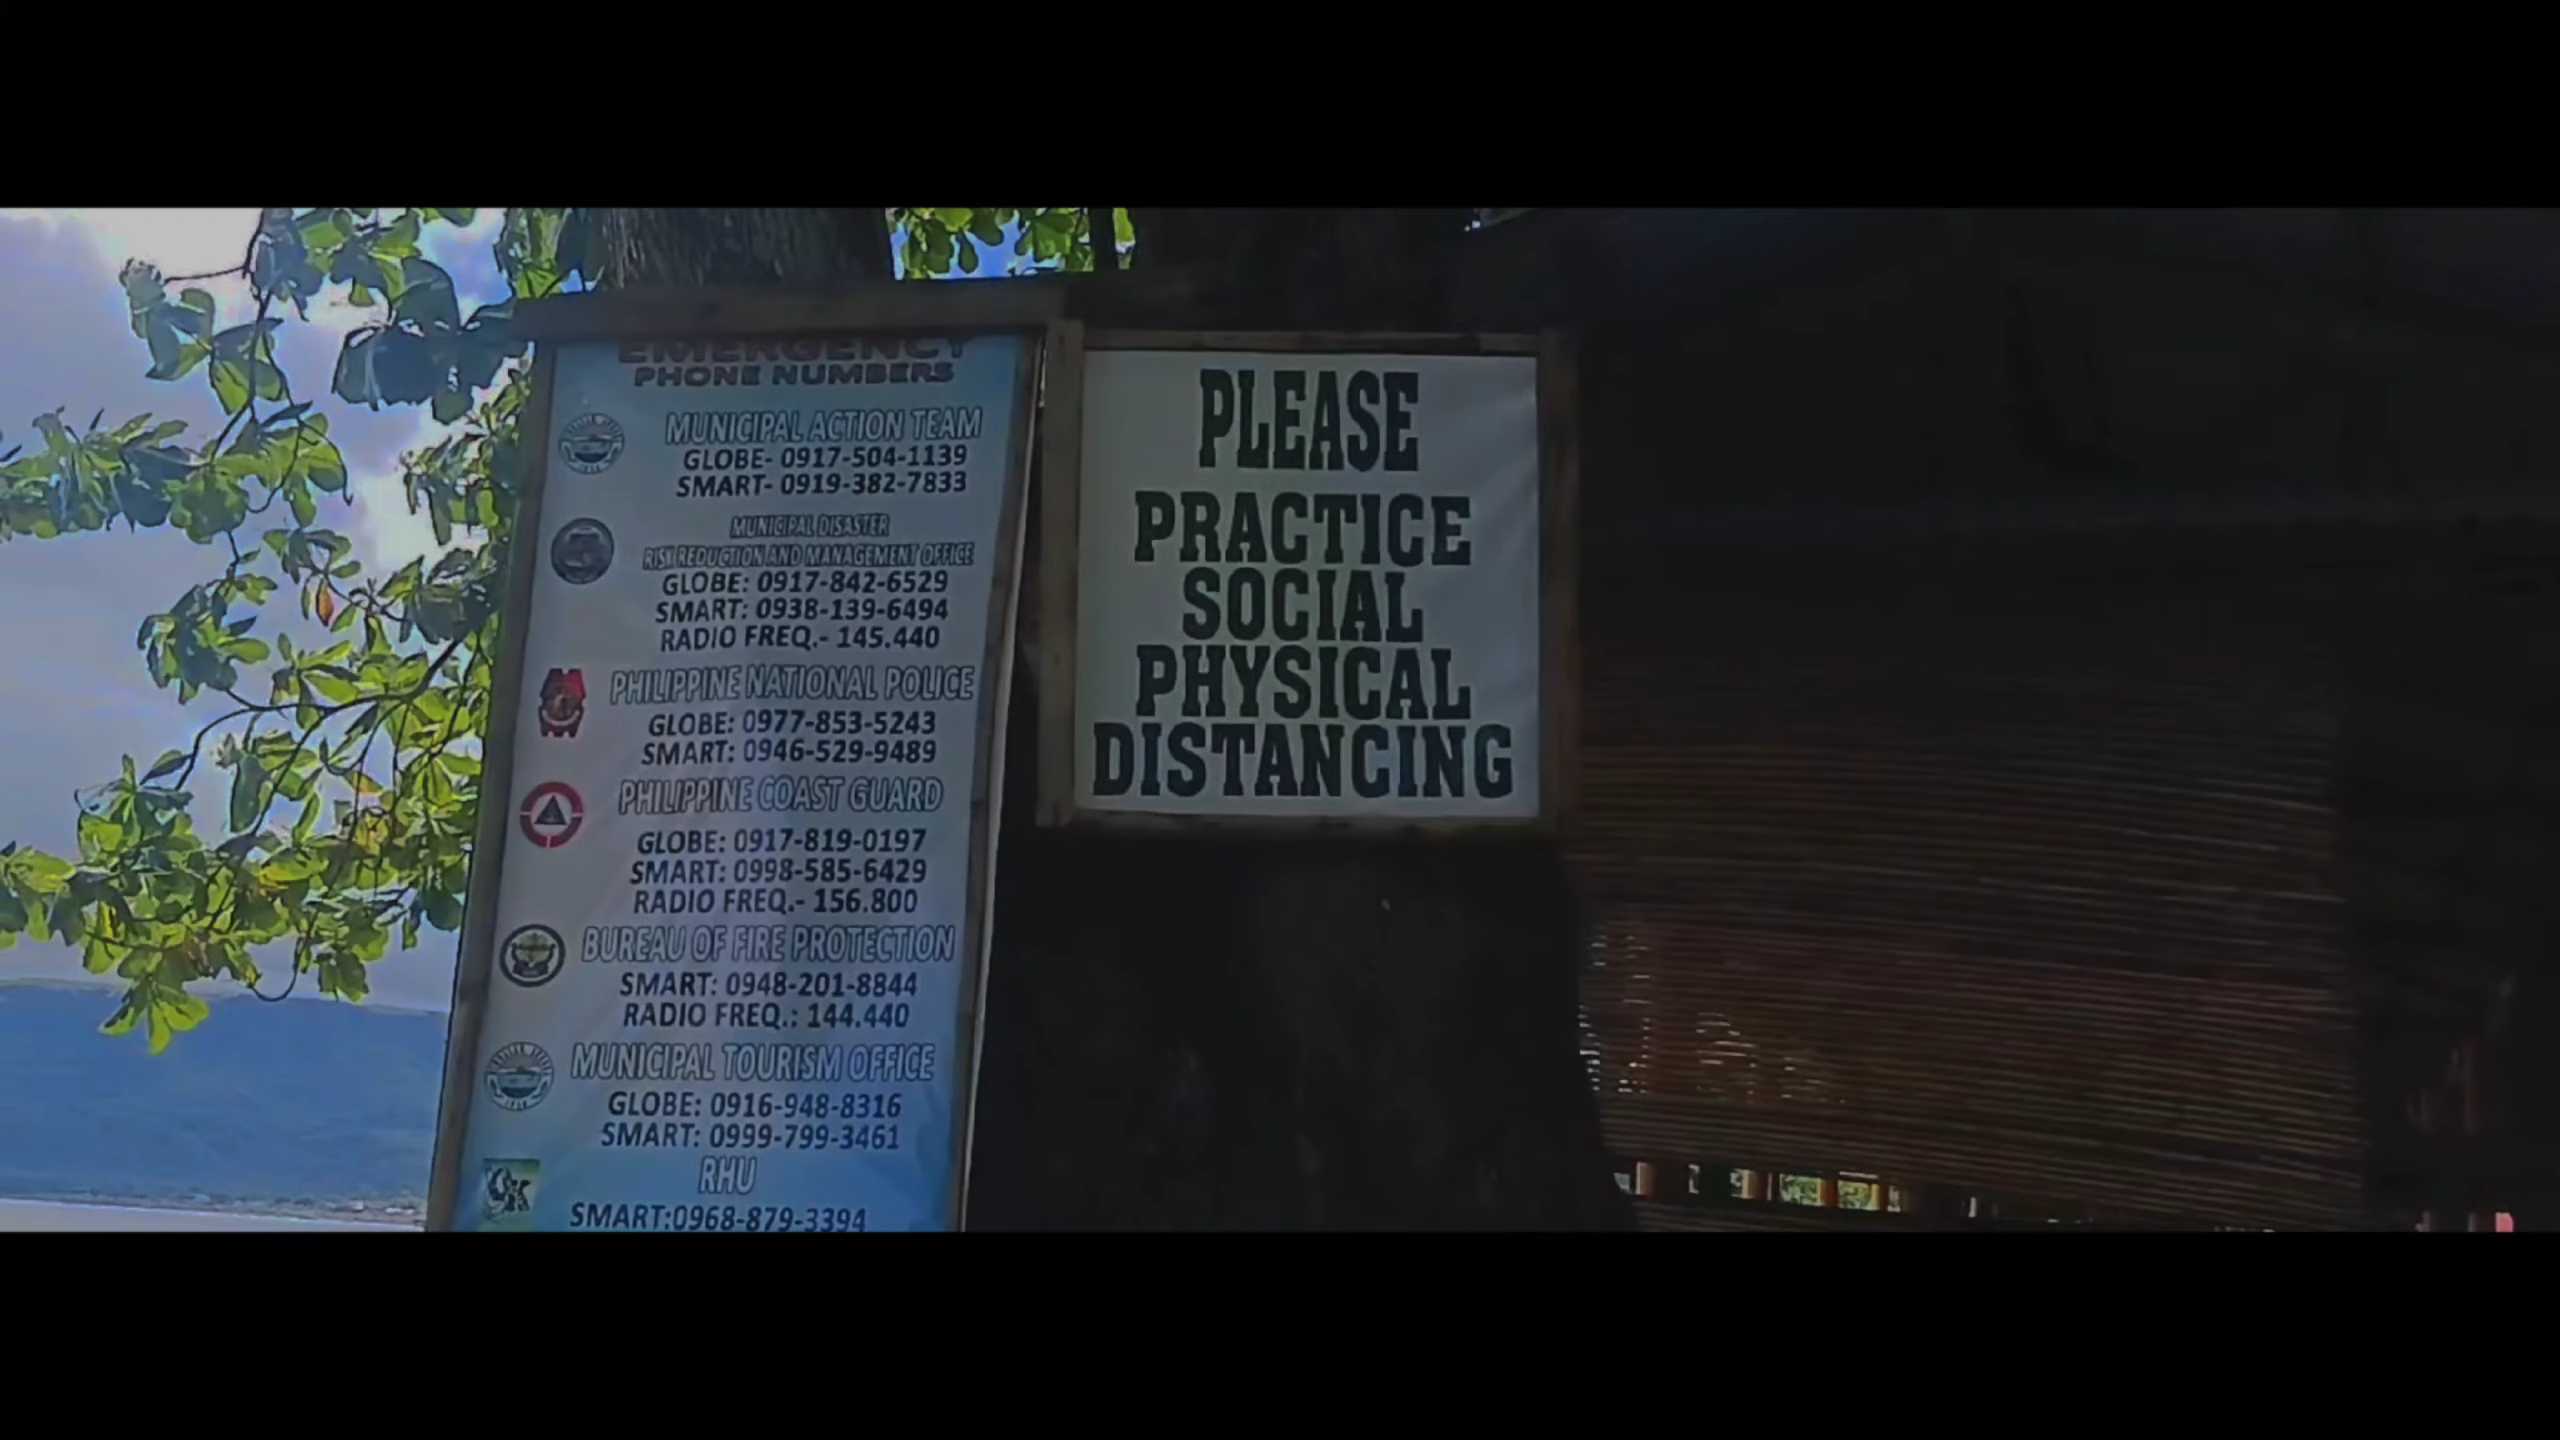 EMERGENCY
PHONE NUMBERS
MUNICIPAL ACTION TEAM
GLOBE- 0917-504-1139
SMART- 0919-382-7833
MUNICIPAL DISASTER
RISK REDUCTION AND MANAGEMENT OFFICE
GLOBE: 0917-842-6529
SMART: 0938-139-6494
RADIO FREQ.- 145.440
PHILIPPINE NATIONAL POLICE
GLOBE: 0977-853-5243
SMART: 0946-529-9489
PHILIPPINE COAST GUARD
GLOBE: 0917-819-0197
SMART: 0998-585-6429
RADIO FREQ.- 156.800
BUREAU OF FIRE PROTECTION
SMART: 0948-201-8844
RADIO FREQ.: 144.440
MUNICIPAL TOURISM OFFICE
GLOBE: 0916-948-8316
SMART: 0999-799-3461
RHU
SMART:0968-879-3394
PLEASE
PRACTICE
SOCIAL
PHYSICAL
DISTANCING